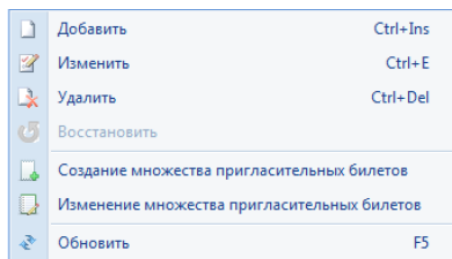 Добавить Ctrl+Ins
Изменить Ctrl+E
Удалить Ctrl+Del
Восстановить
Создание множества пригласительных билетов
Изменение множества пригласительных билетов
Обновить F5